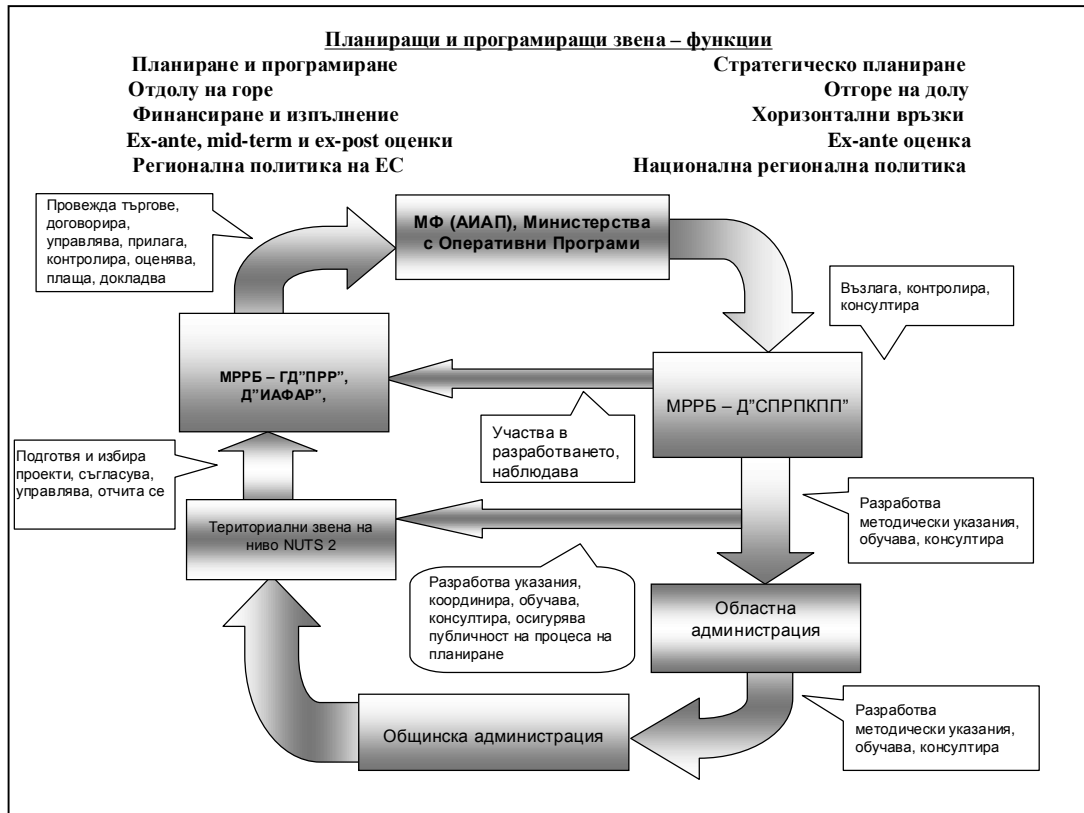 Планиращи и програмиращи звена – функции
Планиране и програмиране
Отдолу на горе
Финансиране и изпълнение
Ex-ante, mid-term и ex-post оценки
Регионална политика на ЕС
Стратегическо планиране
Отгоре на долу
Хоризонтални връзки
Ex-ante оценка
Национална регионална политика
Провежда търгове,
договорира,
управлява, прилага,
контролира, оценява,
плаща, докладва
МФ (АИАП), Министерства
с Оперативни Програми
Възлага, контролира,
консултира
МРРБ – ГД"ПРР",
Д"ИАФАР",
МРРБ – Д"СПРПКПП"
Участва в
разработването,
наблюдава
Подготвя и избира
проекти, съгласува,
управлява, отчита се
Териториални звена на
ниво NUTS 2
Разработва
методически указания,
обучава, консултира
Разработва указания,
координира, обучава,
консултира, осигурява
публичност на процеса на
планиране
Областна
администрация
Общинска администрация
Разработва
методически указания,
обучава, консултира